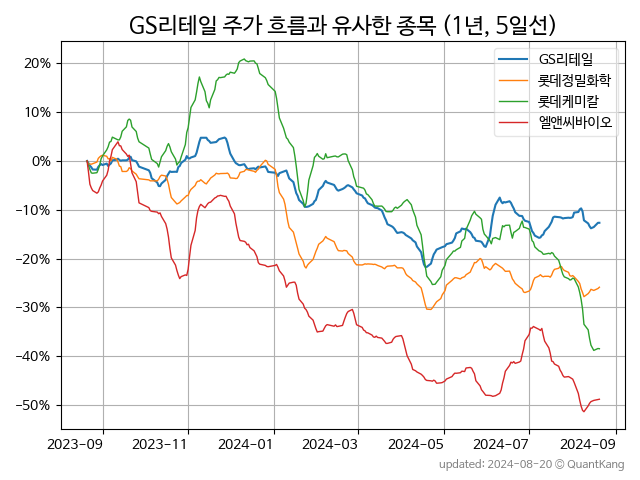 GS리테일 주가 흐름과 유사한 종목 (1년, 5일선)
GS리테일
롯데정밀화학
롯데케미칼
엘앤씨바이오
20%
10%
0%
−10%
−20%
−30%
−40%
−50%
2023-09 2023-11 2024-01 2024-03 2024-05 2024-07 2024-09
updated: 2024-08-20 © QuantKang